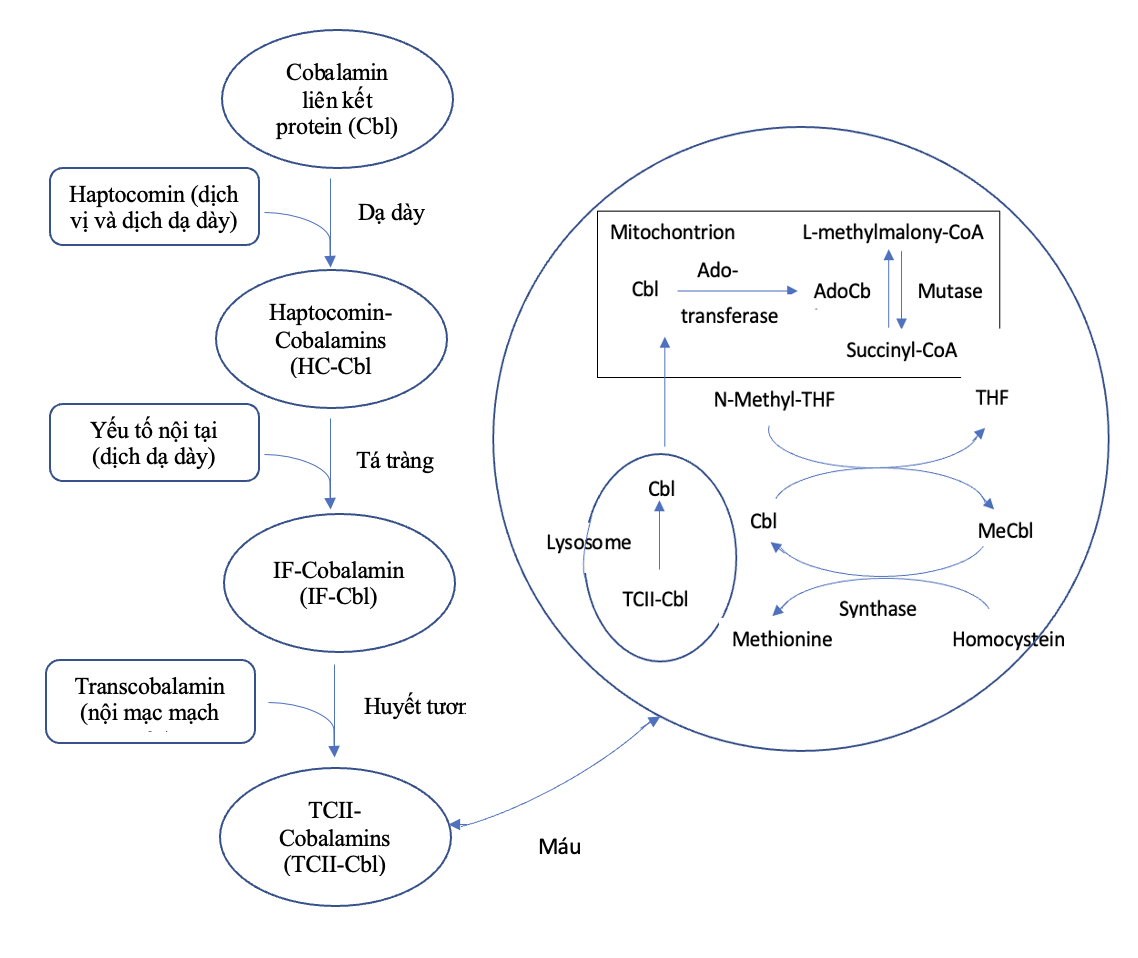 Cobalamin
liên kết
protein (Cbl)
Haptocomin (dịch
vị và dịch dạ dày)
Dạ dày
Haptocomin-
Cobalamins
(HC-Cbl
Yếu tố nội tại
(dịch dạ dày)
Tá tràng
IF-Cobalamin
(IF-Cbl)
Transcobalamin
(nội mạc mạch
Huyết tươn
TCII-
Cobalamins
(TCII-Cbl)
Máu
Mitochontrion
L-methylmalony-CoA
Cbl
Ado-
transferase
AdoCb
Mutase
Succinyl-CoA
N-Methyl-THF
THF
Cbl
Lysosome
TCII-Cbl
Cbl
MeCbl
Synthase
Methionine
Homocystein